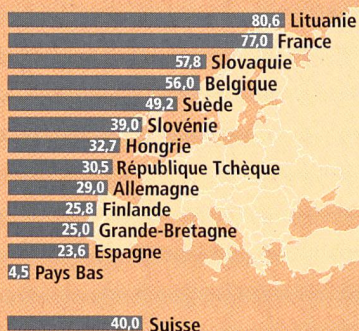 80,6 Lituanie
77,0 France
57,8 Slovaquie
56,0 Belgique
49,2 Suède
39,0 Slovénie
32,7 Hongrie
30,5 République Tchèque
29,0 Allemagne
25,8 Finlande
25,0 Grande-Bretagne
23,6 Espagne
4,5 Pays Bas
40,0 Suisse